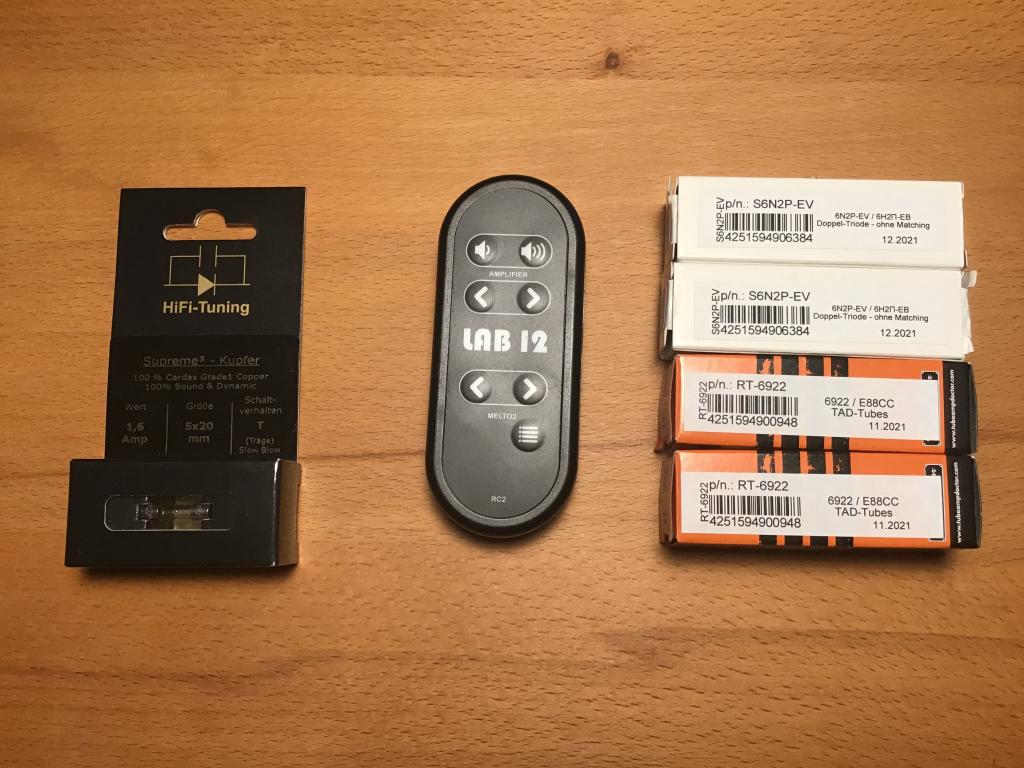 HiFi-Tuning
Supreme³ - Kupfer
100 % Cardas Grade1 Copper
100% Sound & Dynamic
Wert
1,6
Amp
Größe
5x20
mm
Schalt-
verhalten
T
(Träge)
Slow Blow
AMPLIFIER
LAB 12
MELTO2
RC2
S6N2P-EV
p/n.: S6N2P-EV
4251594906384
6N2P-EV / 6Н2П-ЕВ
Doppel-Triode - ohne Matching
12.2021
S6N2P-EV
p/n.: S6N2P-EV
4251594906384
6N2P-EV / 6Н2П-ЕВ
Doppel-Triode - ohne Matching
12.2021
RT-6922
p/n.: RT-6922
4251594900948
6922 / E88CC
TAD-Tubes
11.2021
www.tubeampdoctor.com
RT-6922
p/n.: RT-6922
4251594900948
6922 / E88CC
TAD-Tubes
11.2021
www.tubeampdoctor.com